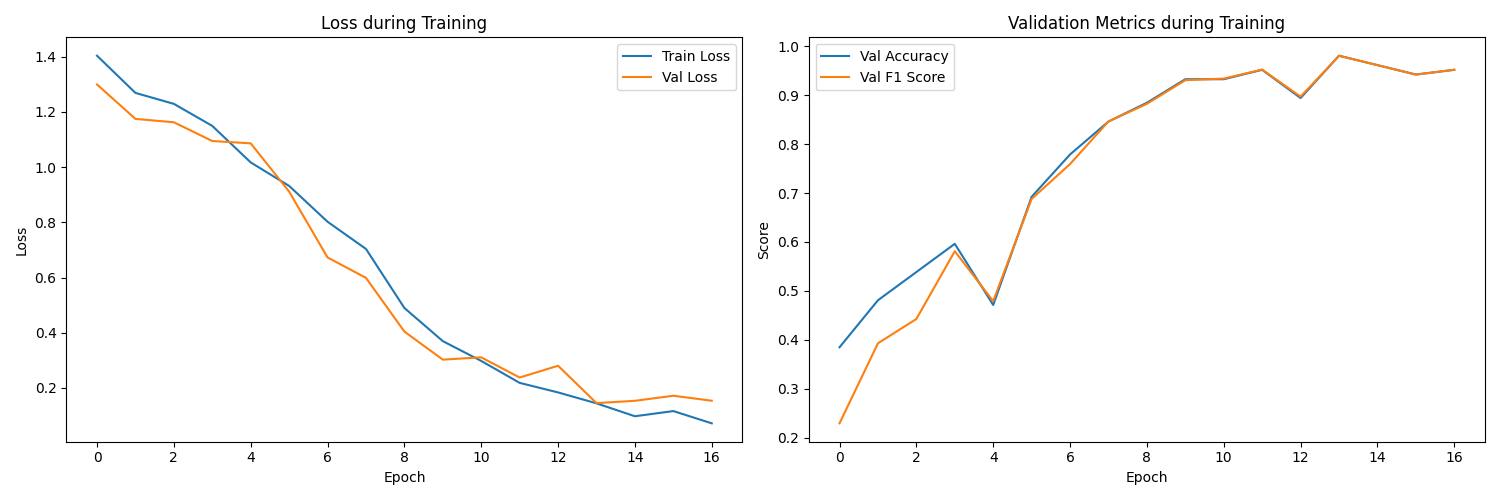 Loss during Training
Train Loss
Val Loss
1.4
1.2
1.0
0.8
0.6
0.4
0.2
Loss
0 2 4 6 8 10 12 14 16
Epoch
Validation Metrics during Training
Val Accuracy
Val F1 Score
1.0
0.9
0.8
0.7
0.6
0.5
0.4
0.3
0.2
Score
0 2 4 6 8 10 12 14 16
Epoch